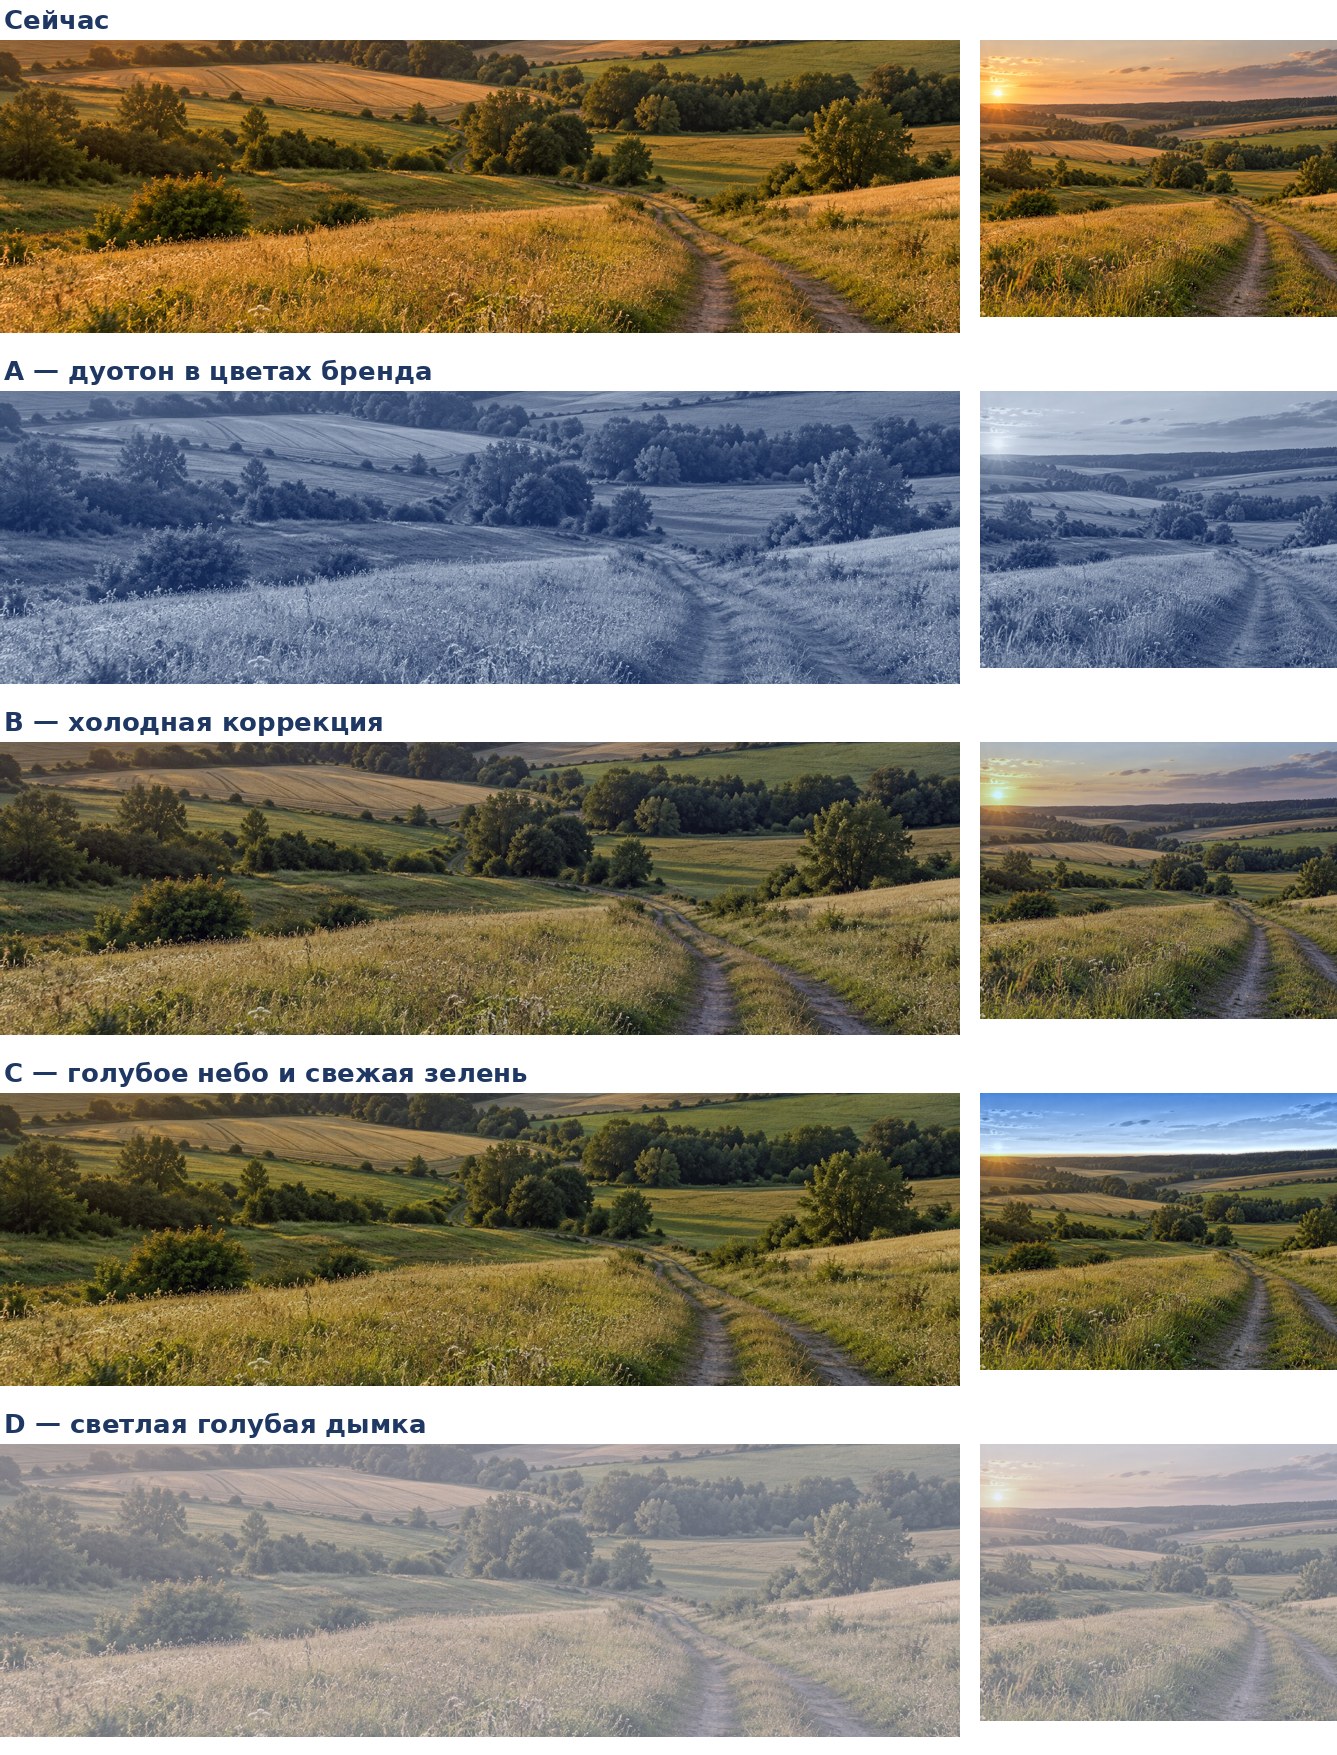 Сейчас
A — дуотон в цветах бренда
B — холодная коррекция
C — голубое небо и свежая зелень
D — светлая голубая дымка